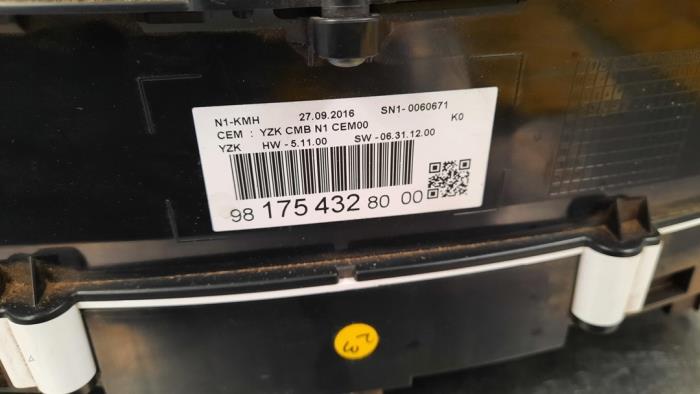 N1-KMH 27.09.2016 SN1- 0060671
CEM : YZK CMB N1 CEM00 K0
YZK HW - 5.11.00 SW - 06.31.12.00
98 175 432 80 00